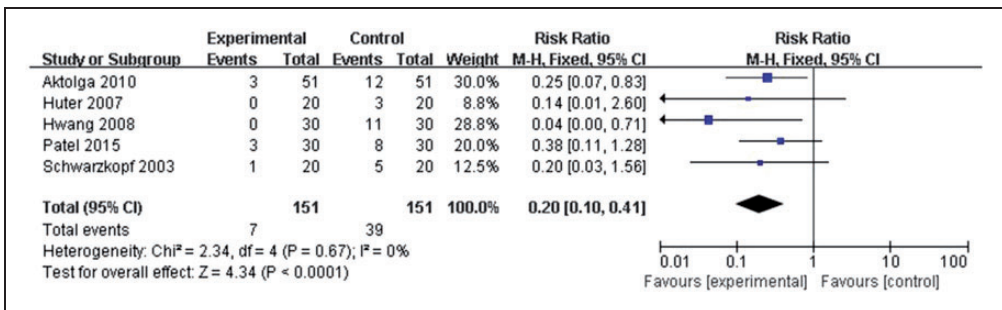 Experimental Control Risk Ratio Risk Ratio
Study or Subgroup Events Total Events Total Weight M-H, Fixed, 95% CI M-H, Fixed, 95% CI
Aktolga 2010 3 51 12 51 30.0% 0.25 [0.07, 0.83]
Huter 2007 0 20 3 20 8.8% 0.14 [0.01, 2.60]
Hwang 2008 0 30 11 30 28.8% 0.04 [0.00, 0.71]
Patel 2015 3 30 8 30 20.0% 0.38 [0.11, 1.28]
Schwarzkopf 2003 1 20 5 20 12.5% 0.20 [0.03, 1.56]
Total (95% CI) 151 151 100.0% 0.20 [0.10, 0.41]
Total events 7 39
Heterogeneity: Chi² = 2.34, df = 4 (P = 0.67); I² = 0%
Test for overall effect: Z = 4.34 (P < 0.0001)
0.01 0.1 1 10 100
Favours [experimental] Favours [control]